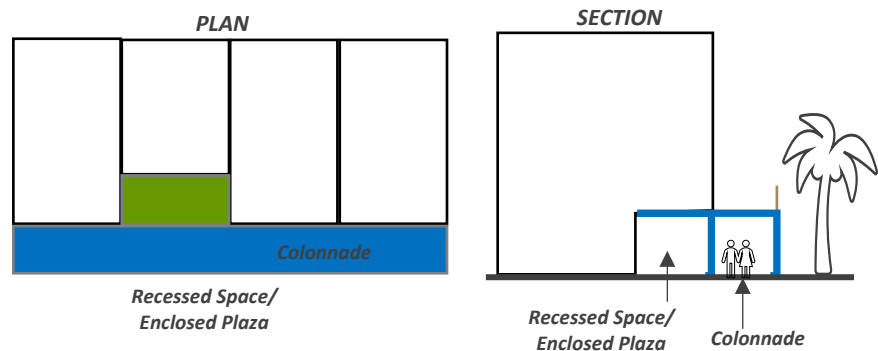 PLAN
Colonnade
Recessed Space/
Enclosed Plaza
SECTION
Recessed Space/
Enclosed Plaza
Colonnade